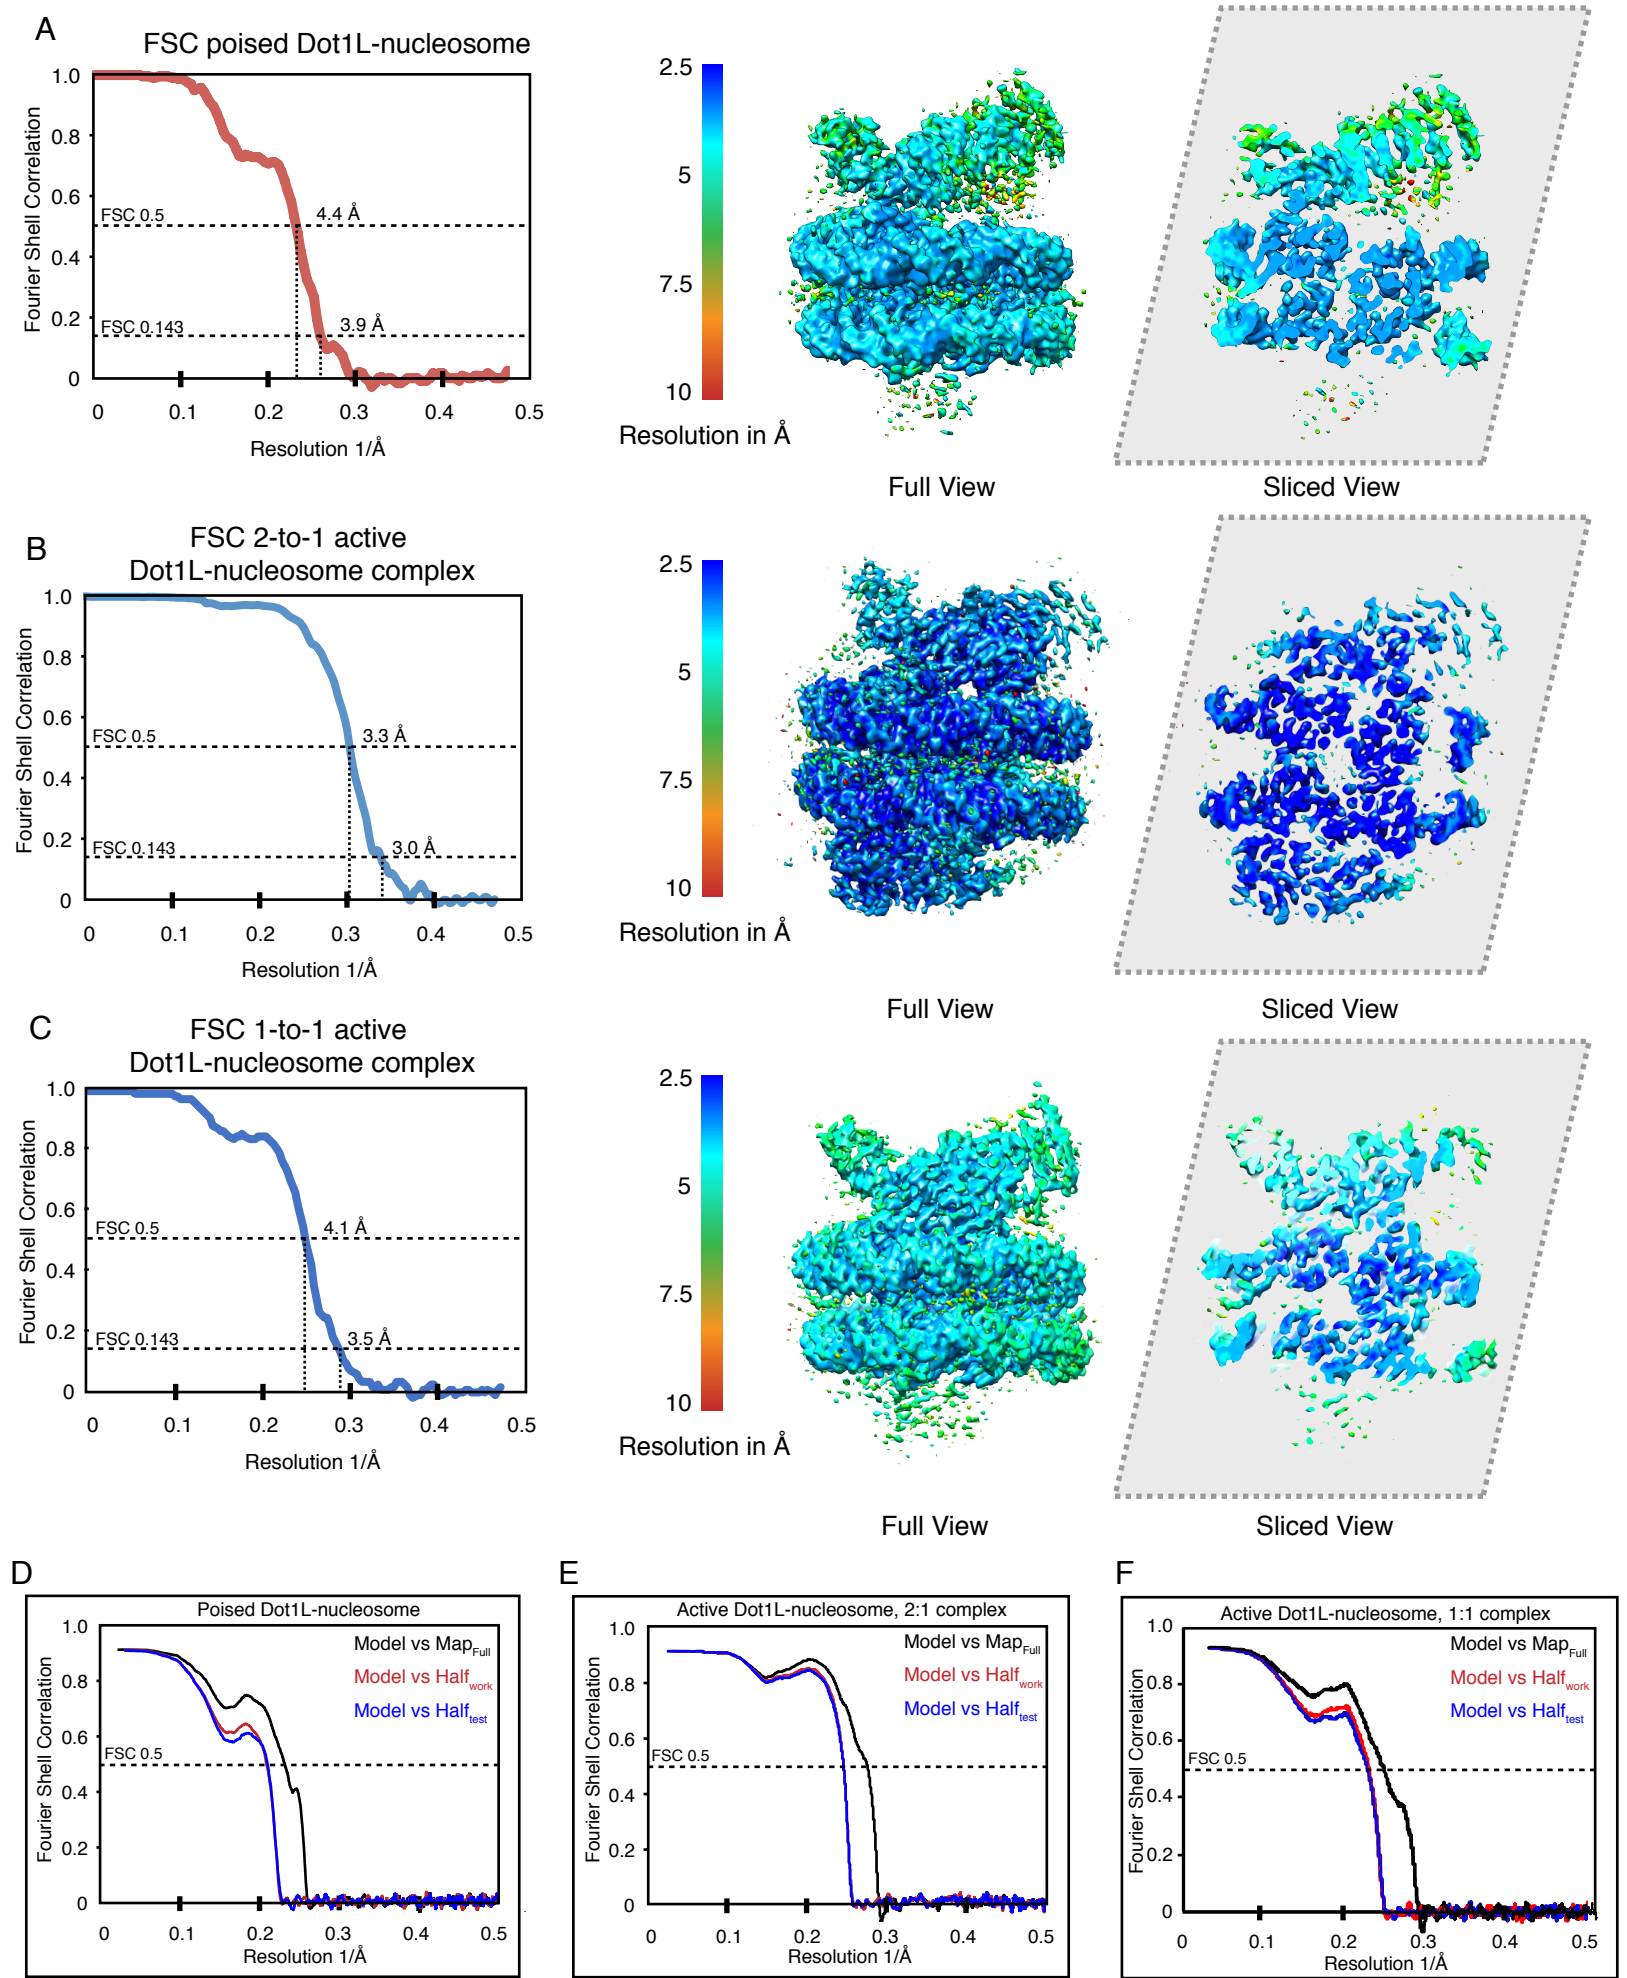 A
FSC poised Dot1L-nucleosome
1.0
0.8
0.6
0.4
0.2
0
Fourier Shell Correlation
FSC 0.5
4.4 Å
FSC 0.143
3.9 Å
0 0.1 0.2 0.3 0.4 0.5
Resolution 1/Å
2.5
5
7.5
10
Resolution in Å
Full View
Sliced View
B
FSC 2-to-1 active
Dot1L-nucleosome complex
1.0
0.8
0.6
0.4
0.2
0
Fourier Shell Correlation
FSC 0.5
3.3 Å
FSC 0.143
3.0 Å
0 0.1 0.2 0.3 0.4 0.5
Resolution 1/Å
2.5
5
7.5
10
Resolution in Å
Full View
Sliced View
C
FSC 1-to-1 active
Dot1L-nucleosome complex
1.0
0.8
0.6
0.4
0.2
0
Fourier Shell Correlation
FSC 0.5
4.1 Å
FSC 0.143
3.5 Å
0 0.1 0.2 0.3 0.4 0.5
Resolution 1/Å
2.5
5
7.5
10
Resolution in Å
Full View
Sliced View
D
Poised Dot1L-nucleosome
1.0
0.8
0.6
0.4
0.2
0
Fourier Shell Correlation
Model vs MapFull
Model vs Halfwork
Model vs Halftest
FSC 0.5
0 0.1 0.2 0.3 0.4 0.5
Resolution 1/Å
E
Active Dot1L-nucleosome, 2:1 complex
1.0
0.8
0.6
0.4
0.2
0
Fourier Shell Correlation
Model vs MapFull
Model vs Halfwork
Model vs Halftest
FSC 0.5
0 0.1 0.2 0.3 0.4 0.5
Resolution 1/Å
F
Active Dot1L-nucleosome, 1:1 complex
1.0
0.8
0.6
0.4
0.2
0
Fourier Shell Correlation
Model vs MapFull
Model vs Halfwork
Model vs Halftest
FSC 0.5
0 0.1 0.2 0.3 0.4 0.5
Resolution 1/Å